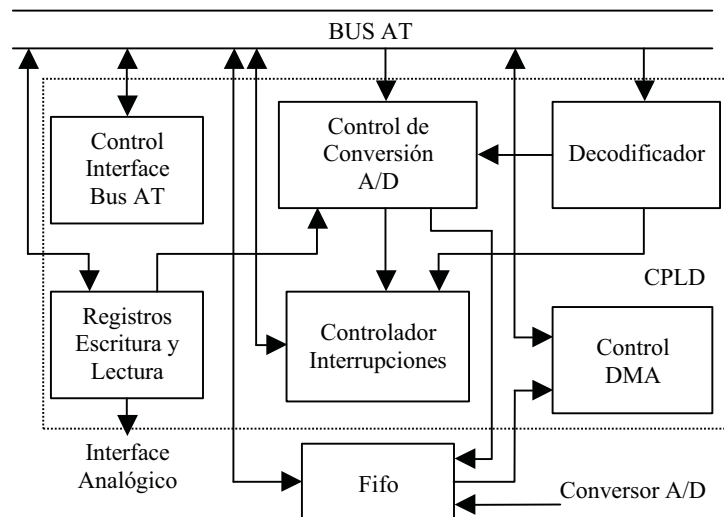 BUS AT
Control
Interface
Bus AT
Control de
Conversión
A/D
Decodificador
CPLD
Registros
Escritura y
Lectura
Controlador
Interrupciones
Control
DMA
Interface
Analógico
Fifo
Conversor A/D